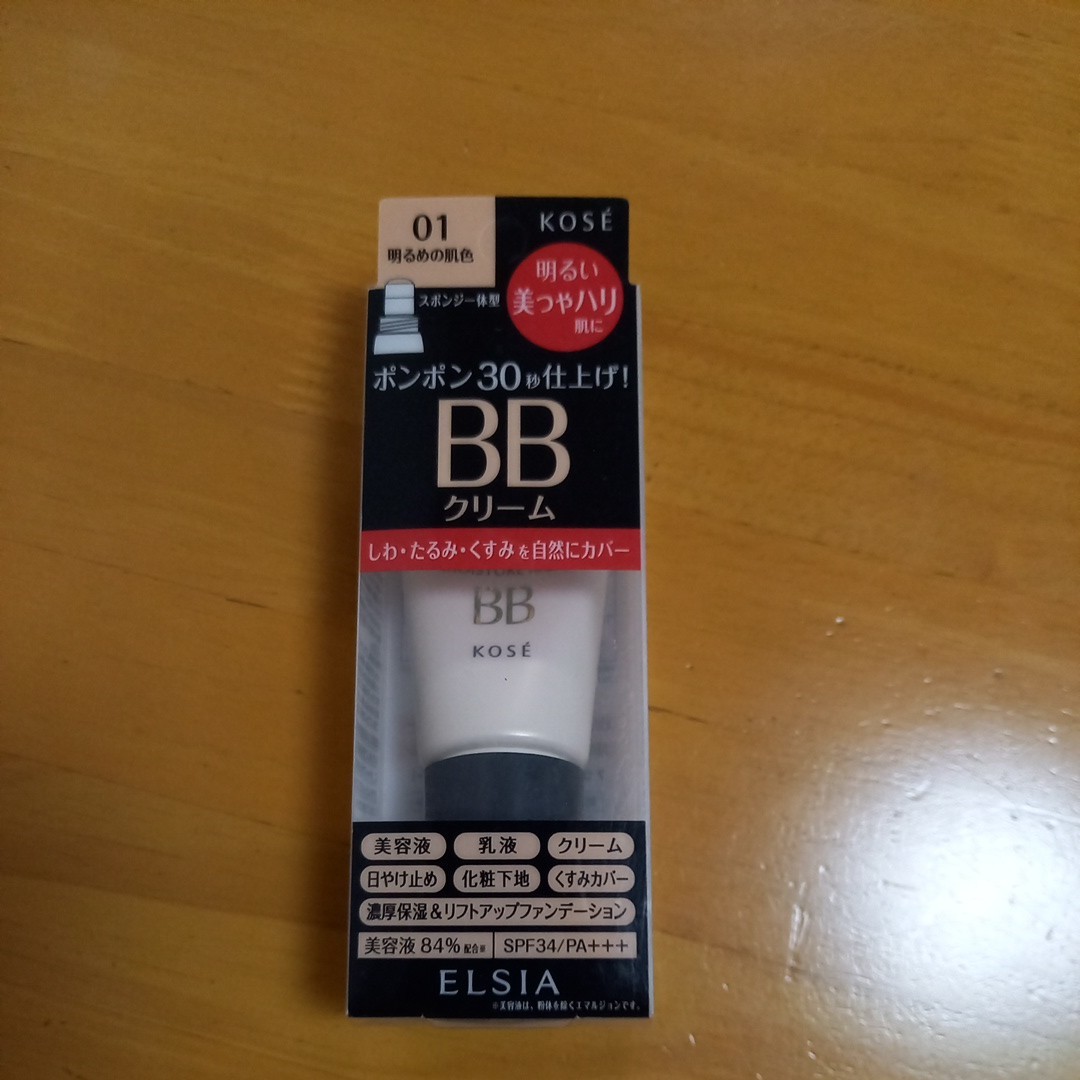 01
明るめの肌色
KOSÉ
明るい
美つやハリ
肌に
スポンジ一体型
ポンポン30秒仕上げ!
BB
クリーム
しわ・たるみ・くすみを自然にカバー
BB
KOSÉ
美容液 乳液 クリーム
日やけ止め 化粧下地 くすみカバー
濃厚保湿&リフトアップファンデーション
美容液84%配合※ SPF34/PA+++
ELSIA
※美容液は、粉体を除くエマルジョンです。